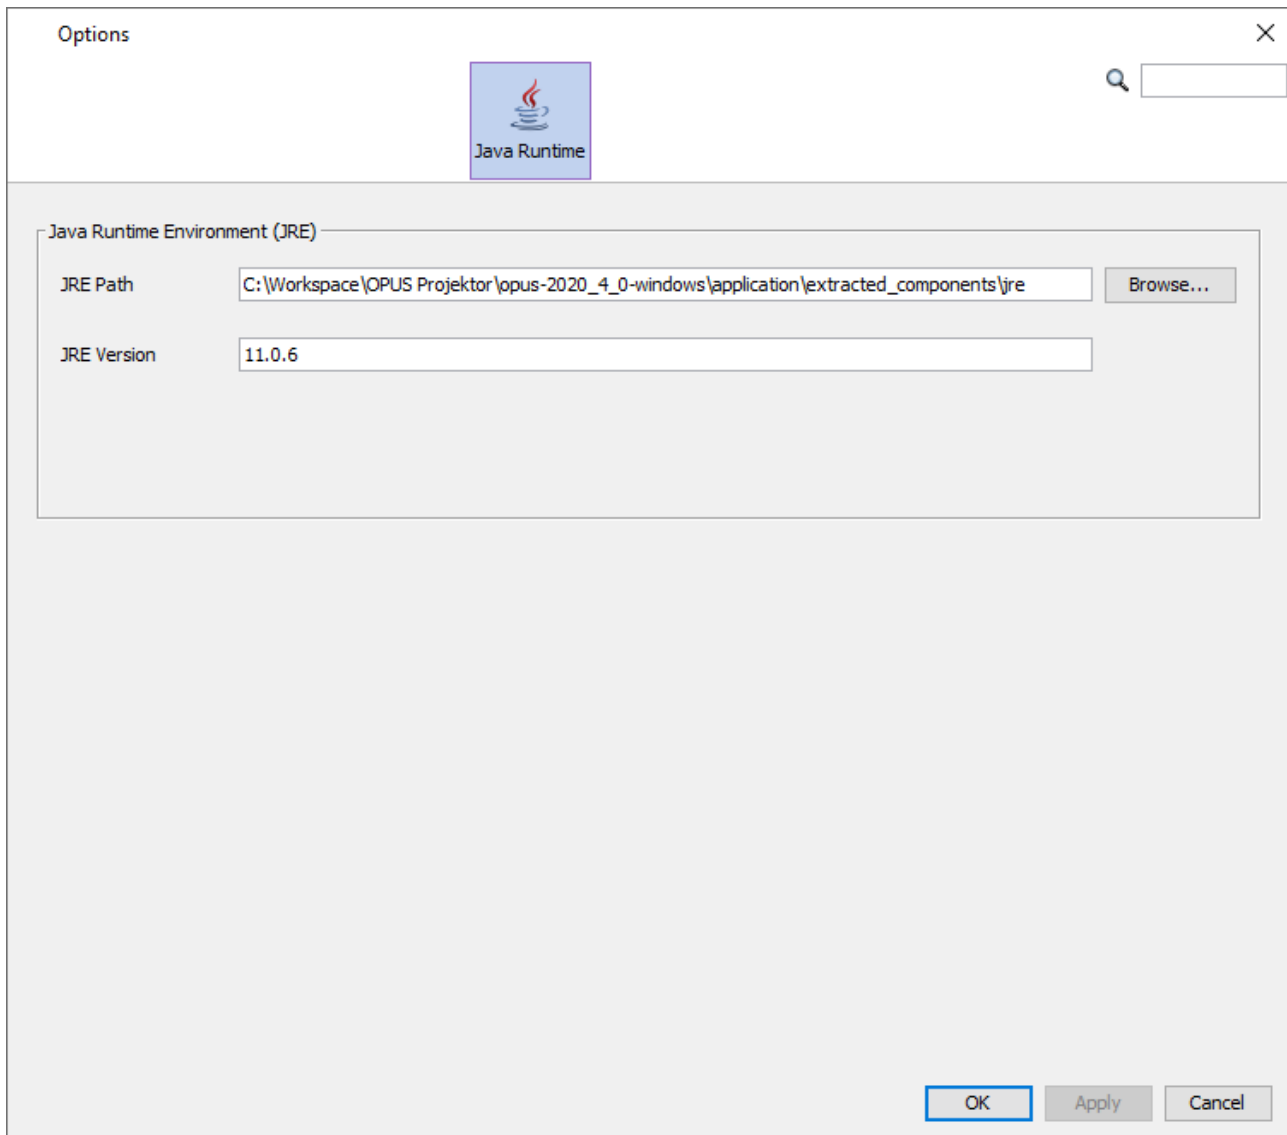 Options
Java Runtime
Java Runtime Environment (JRE)
JRE Path C:\Workspace\OPUS Projektor\opus-2020_4_0-windows\application\extracted_components\jre Browse...
JRE Version 11.0.6
OK Apply Cancel